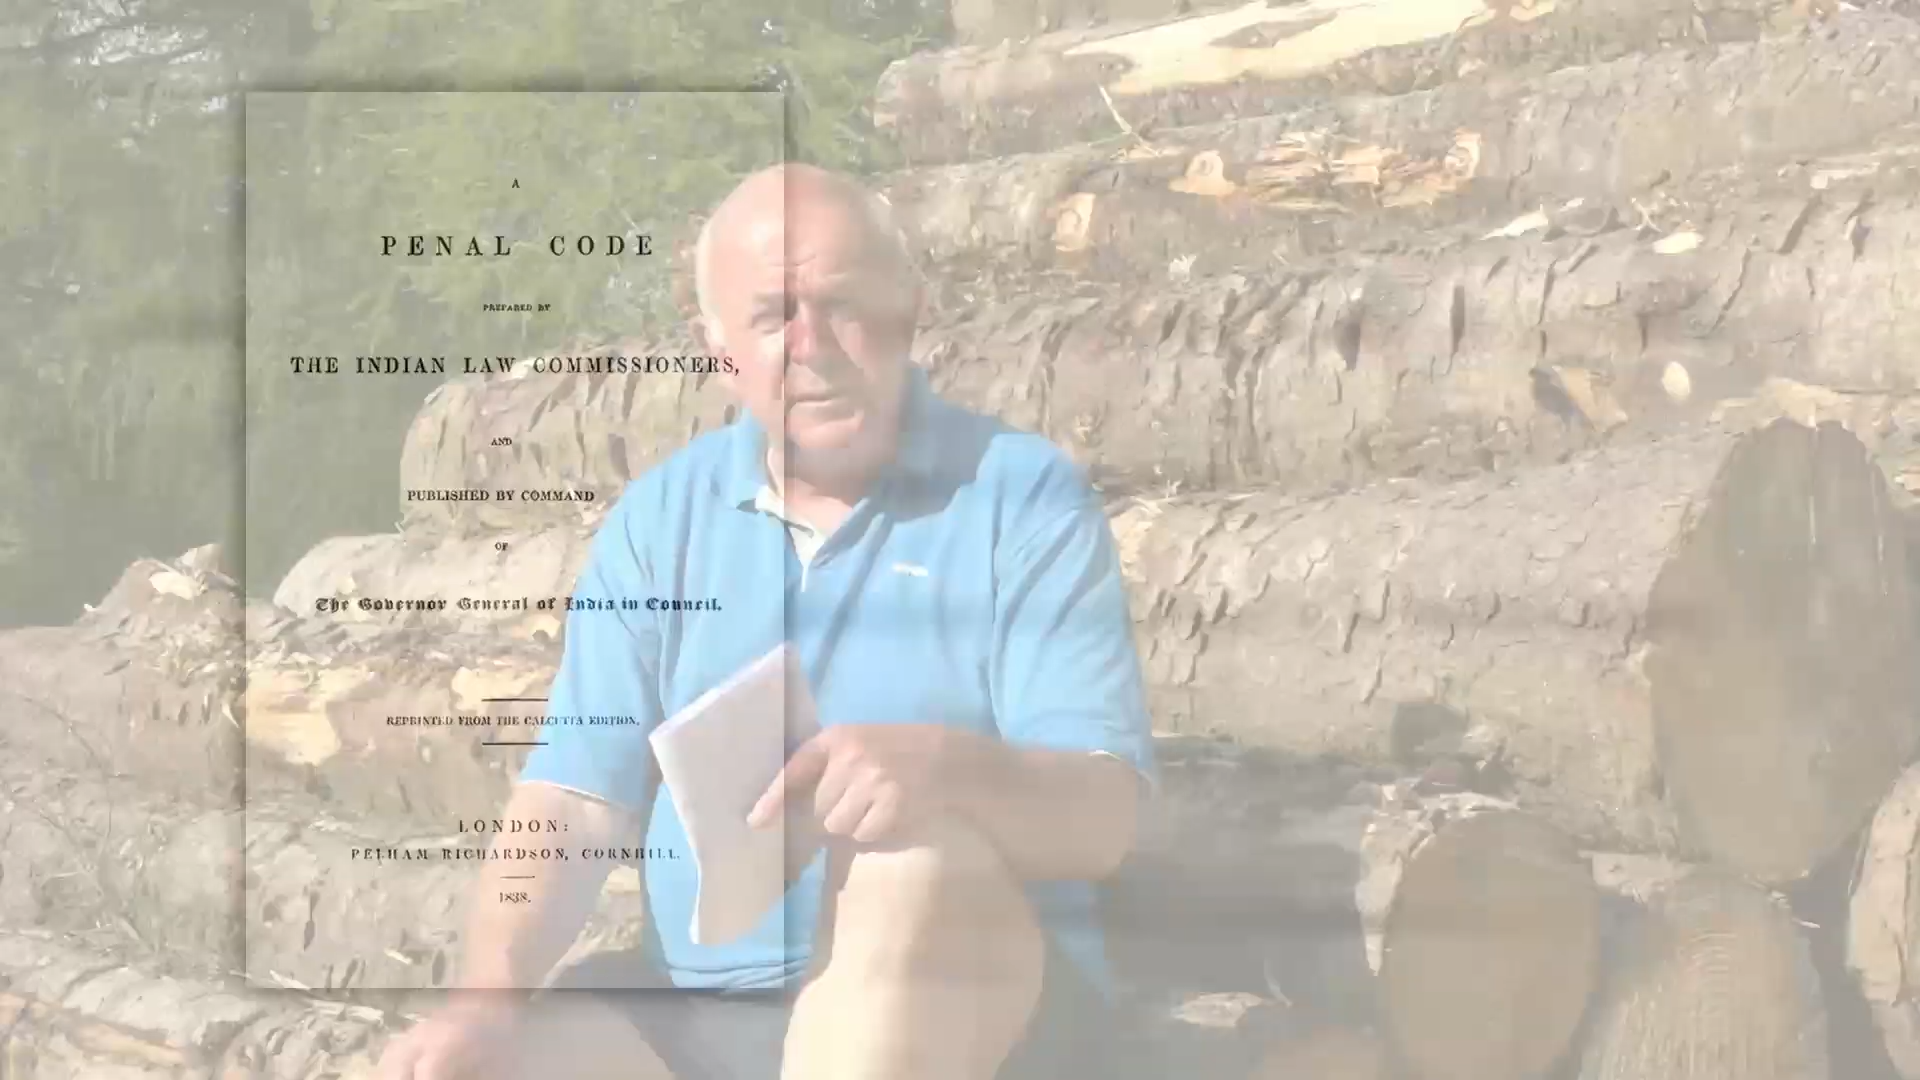 A
PENAL CODE
PREPARED BY
THE INDIAN LAW COMMISSIONERS,
AND
PUBLISHED BY COMMAND
OF
The Governor General of India in Council.
REPRINTED FROM THE CALCUTTA EDITION.
LONDON:
PELHAM RICHARDSON, CORNHILL.
1838.